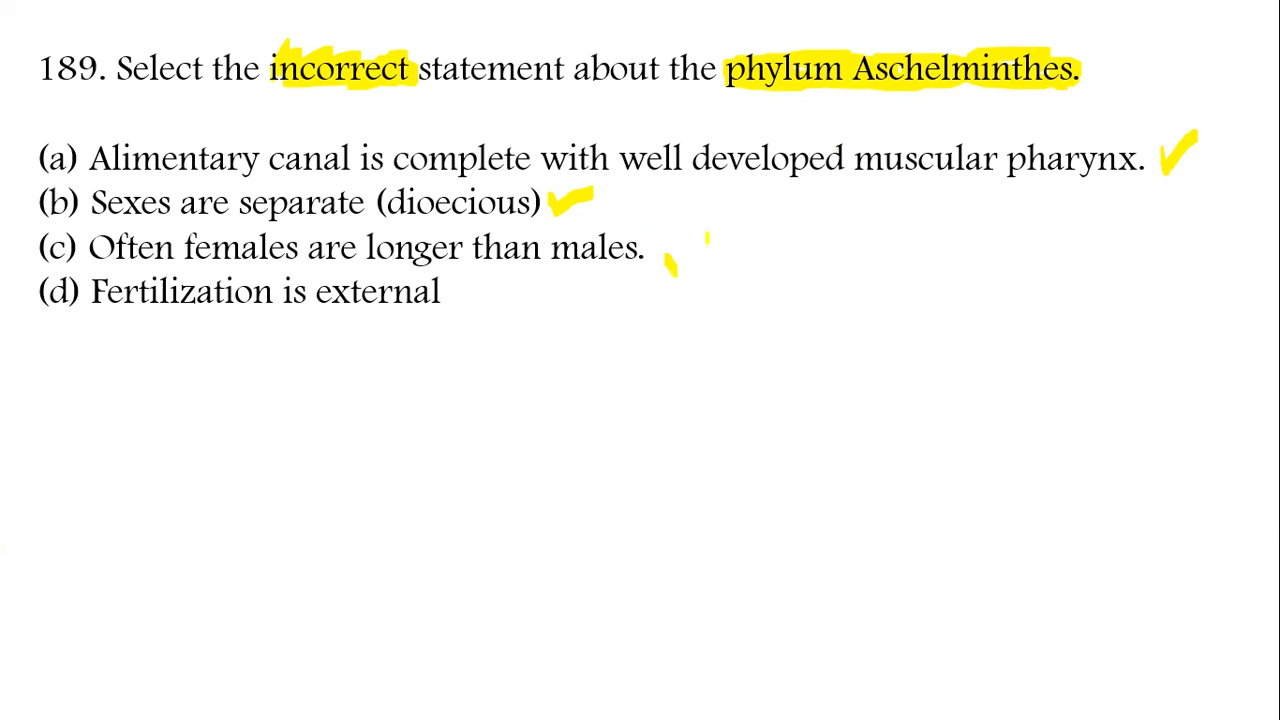 189. Select the incorrect statement about the phylum Aschelminthes.
(a) Alimentary canal is complete with well developed muscular pharynx.
(b) Sexes are separate (dioecious)
(c) Often females are longer than males.
(d) Fertilization is external